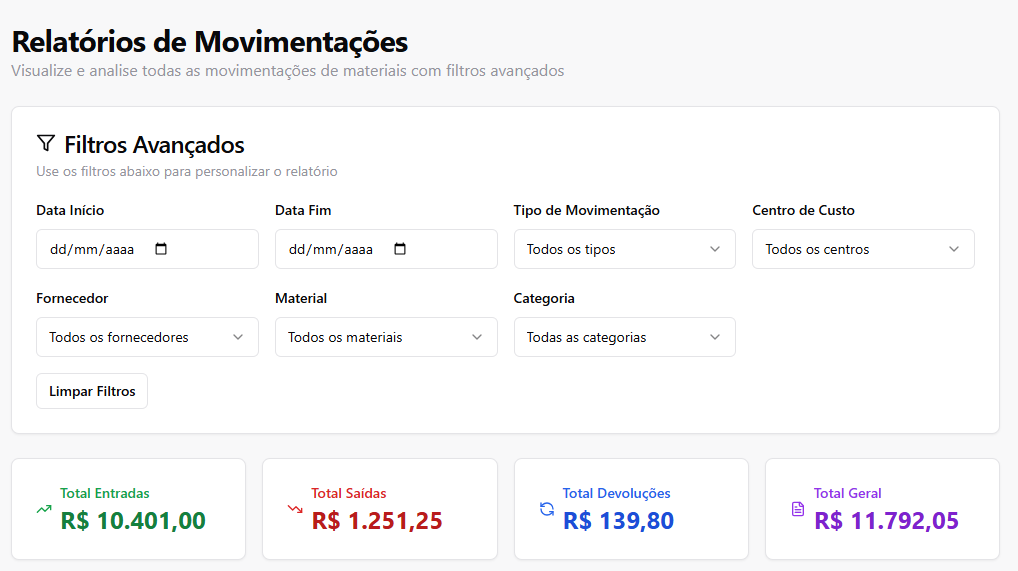 Relatórios de Movimentações
Visualize e analise todas as movimentações de materiais com filtros avançados
Filtros Avançados
Use os filtros abaixo para personalizar o relatório
Data Início
Data Fim
Tipo de Movimentação
Centro de Custo
dd/mm/aaaa
dd/mm/aaaa
Todos os tipos
Todos os centros
Fornecedor
Material
Categoria
Todos os fornecedores
Todos os materiais
Todas as categorias
Limpar Filtros
Total Entradas
R$ 10.401,00
Total Saídas
R$ 1.251,25
Total Devoluções
R$ 139,80
Total Geral
R$ 11.792,05